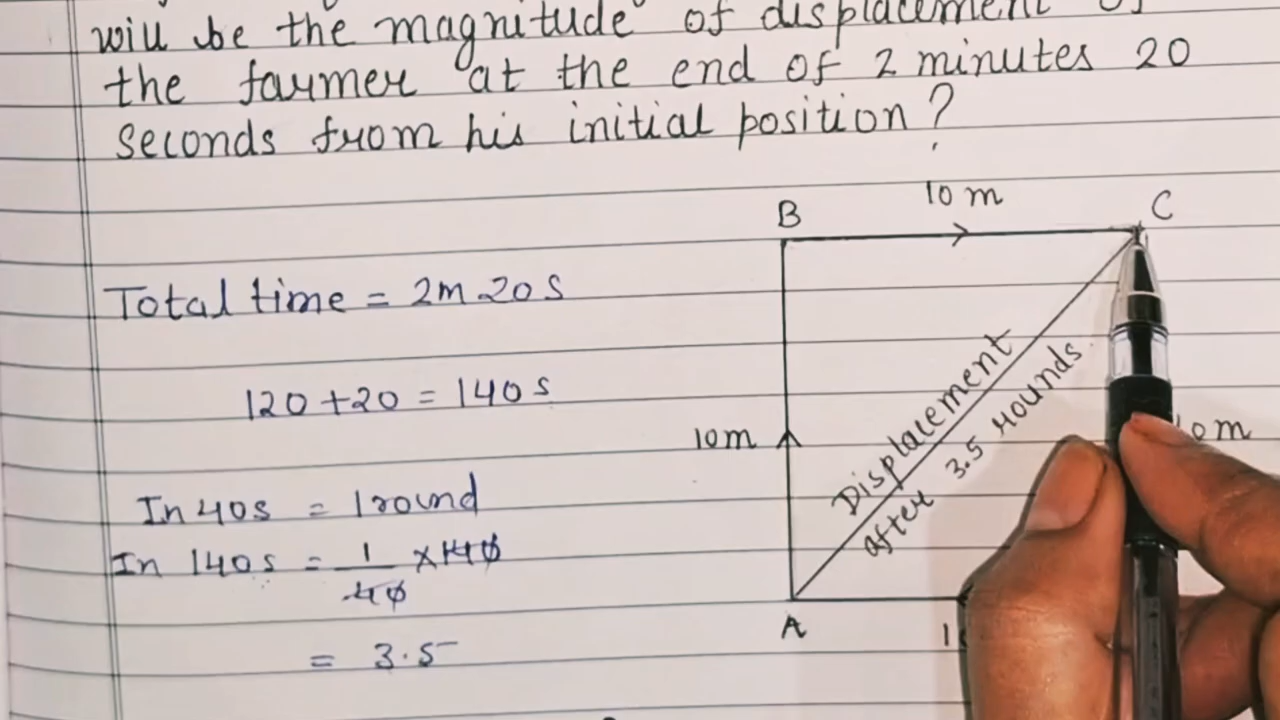 will be the magnitude of displacement of
the farmer at the end of 2 minutes 20
seconds from his initial position?
10 m
B
C
Total time = 2m 20s
120 + 20 = 140s
10m
Displacement
after 3.5 rounds
In 40s = 1 round
In 140s = 1/40 × 140
A
= 3.5